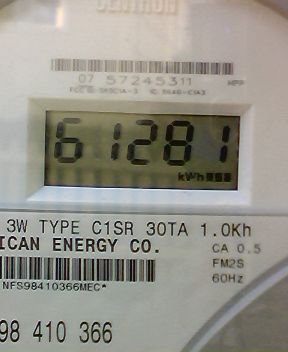 CENTRON
07 57245311
61281
kWh
3W TYPE C1SR 30TA 1.0Kh
ICAN ENERGY CO.
CA 0.5
FM2S
60Hz
NFS98410366MEC*
98 410 366